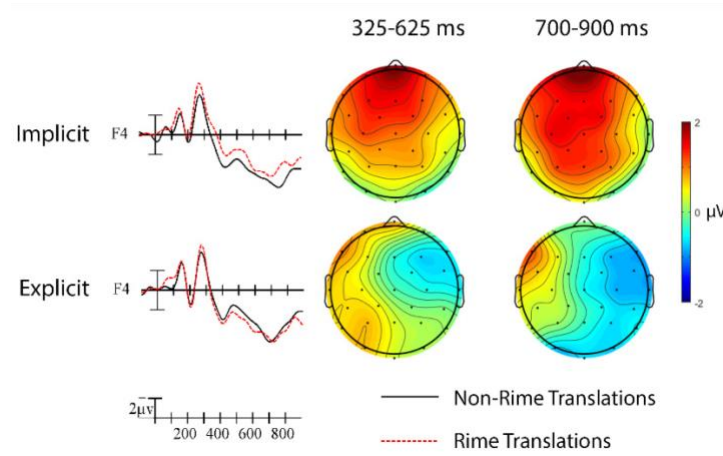 325-625 ms 700-900 ms
Implicit F4
2
0
μV
-2
Explicit F4
2μv
200 400 600 800
Non-Rime Translations
Rime Translations